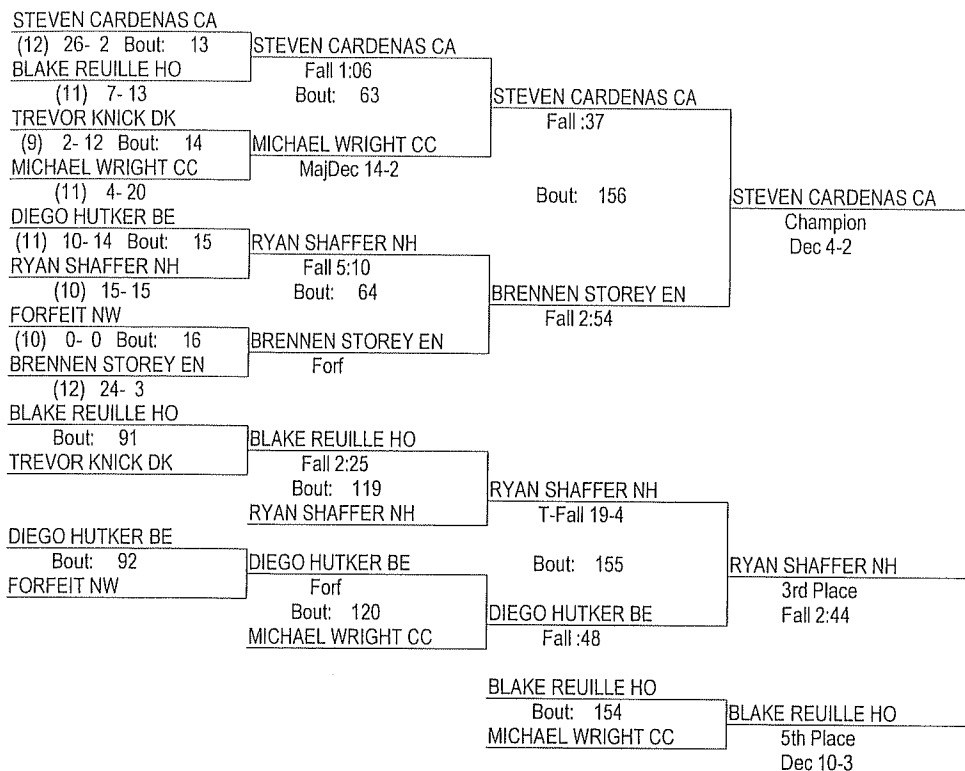 STEVEN CARDENAS CA
(12) 26- 2 Bout: 13
BLAKE REUILLE HO
(11) 7- 13
TREVOR KNICK DK
(9) 2- 12 Bout: 14
MICHAEL WRIGHT CC
(11) 4- 20
DIEGO HUTKER BE
(11) 10- 14 Bout: 15
RYAN SHAFFER NH
(10) 15- 15
FORFEIT NW
(10) 0- 0 Bout: 16
BRENNEN STOREY EN
(12) 24- 3
STEVEN CARDENAS CA
Fall 1:06
Bout: 63
MICHAEL WRIGHT CC
MajDec 14-2
RYAN SHAFFER NH
Fall 5:10
Bout: 64
BRENNEN STOREY EN
Forf
STEVEN CARDENAS CA
Fall :37
Bout: 156
BRENNEN STOREY EN
Fall 2:54
STEVEN CARDENAS CA
Champion
Dec 4-2
BLAKE REUILLE HO
Bout: 91
TREVOR KNICK DK
DIEGO HUTKER BE
Bout: 92
FORFEIT NW
BLAKE REUILLE HO
Fall 2:25
Bout: 119
RYAN SHAFFER NH
DIEGO HUTKER BE
Forf
Bout: 120
MICHAEL WRIGHT CC
RYAN SHAFFER NH
T-Fall 19-4
Bout: 155
DIEGO HUTKER BE
Fall :48
RYAN SHAFFER NH
3rd Place
Fall 2:44
BLAKE REUILLE HO
Bout: 154
MICHAEL WRIGHT CC
BLAKE REUILLE HO
5th Place
Dec 10-3